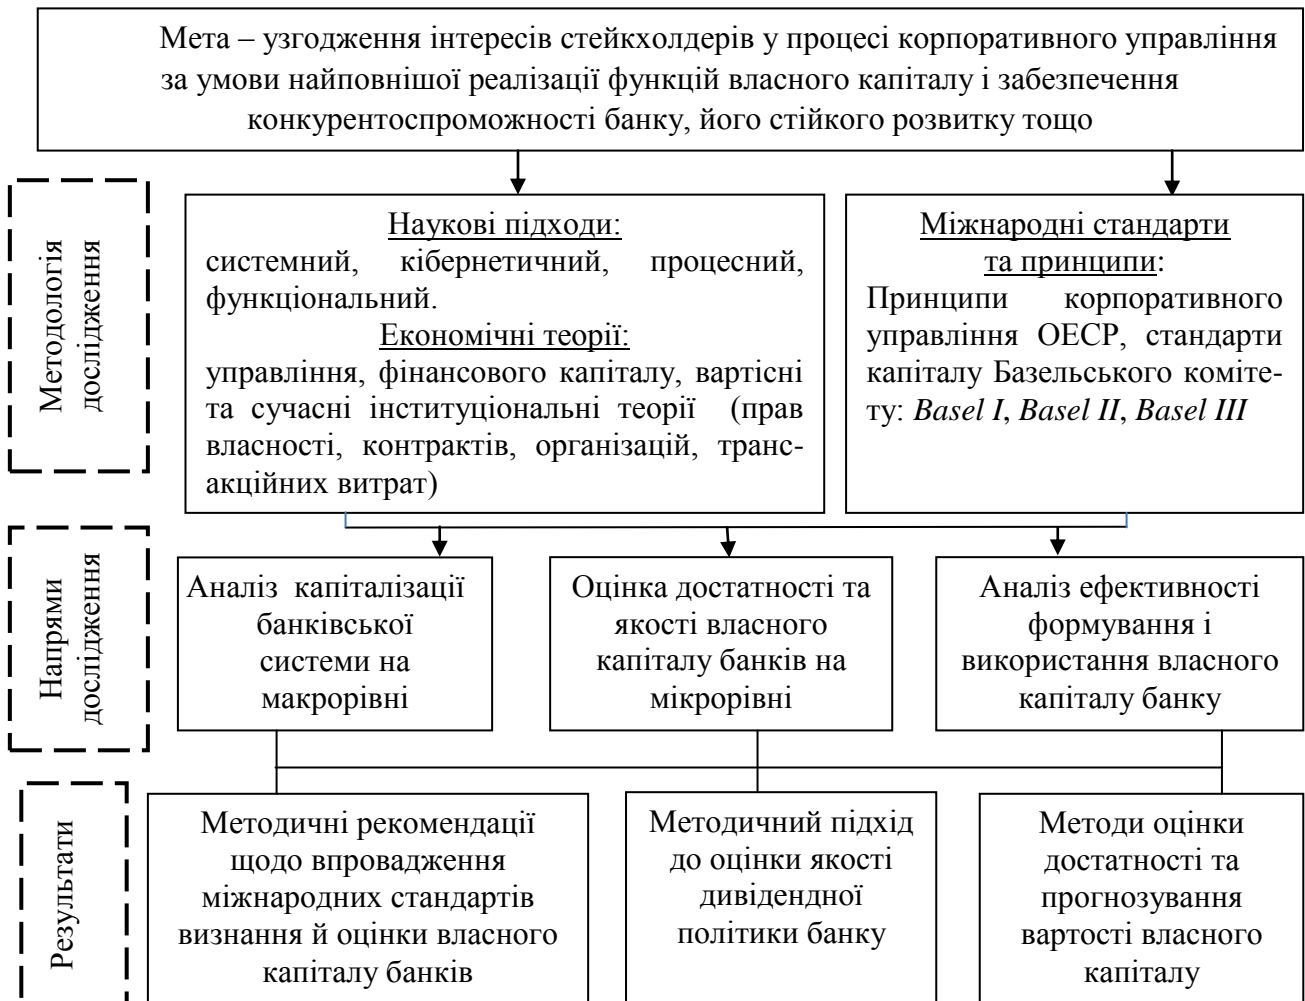 Мета – узгодження інтересів стейкхолдерів у процесі корпоративного управління
за умови найповнішої реалізації функцій власного капіталу і забезпечення
конкурентоспроможності банку, його стійкого розвитку тощо
Методологія
дослідження
Наукові підходи:
системний, кібернетичний, процесний,
функціональний.
Економічні теорії:
управління, фінансового капіталу, вартісні
та сучасні інституціональні теорії (прав
власності, контрактів, організацій, транс-
акційних витрат)
Міжнародні стандарти
та принципи:
Принципи корпоративного
управління ОЕСР, стандарти
капіталу Базельського коміте-
ту: Basel I, Basel II, Basel III
Напрями
дослідження
Аналіз капіталізації
банківської
системи на
макрорівні
Оцінка достатності та
якості власного
капіталу банків на
мікрорівні
Аналіз ефективності
формування і
використання власного
капіталу банку
Результати
Методичні рекомендації
щодо впровадження
міжнародних стандартів
визнання й оцінки власного
капіталу банків
Методичний підхід
до оцінки якості
дивідендної
політики банку
Методи оцінки
достатності та
прогнозування
вартості власного
капіталу